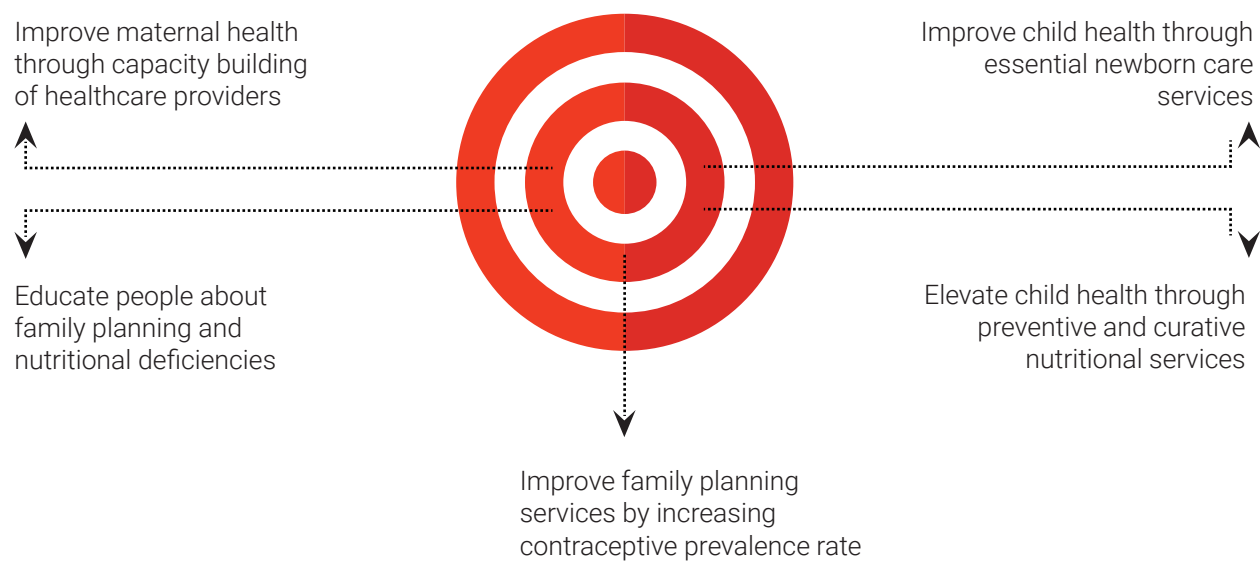 Improve maternal health
through capacity building
of healthcare providers
Improve child health through
essential newborn care
services
Educate people about
family planning and
nutritional deficiencies
Elevate child health through
preventive and curative
nutritional services
Improve family planning
services by increasing
contraceptive prevalence rate